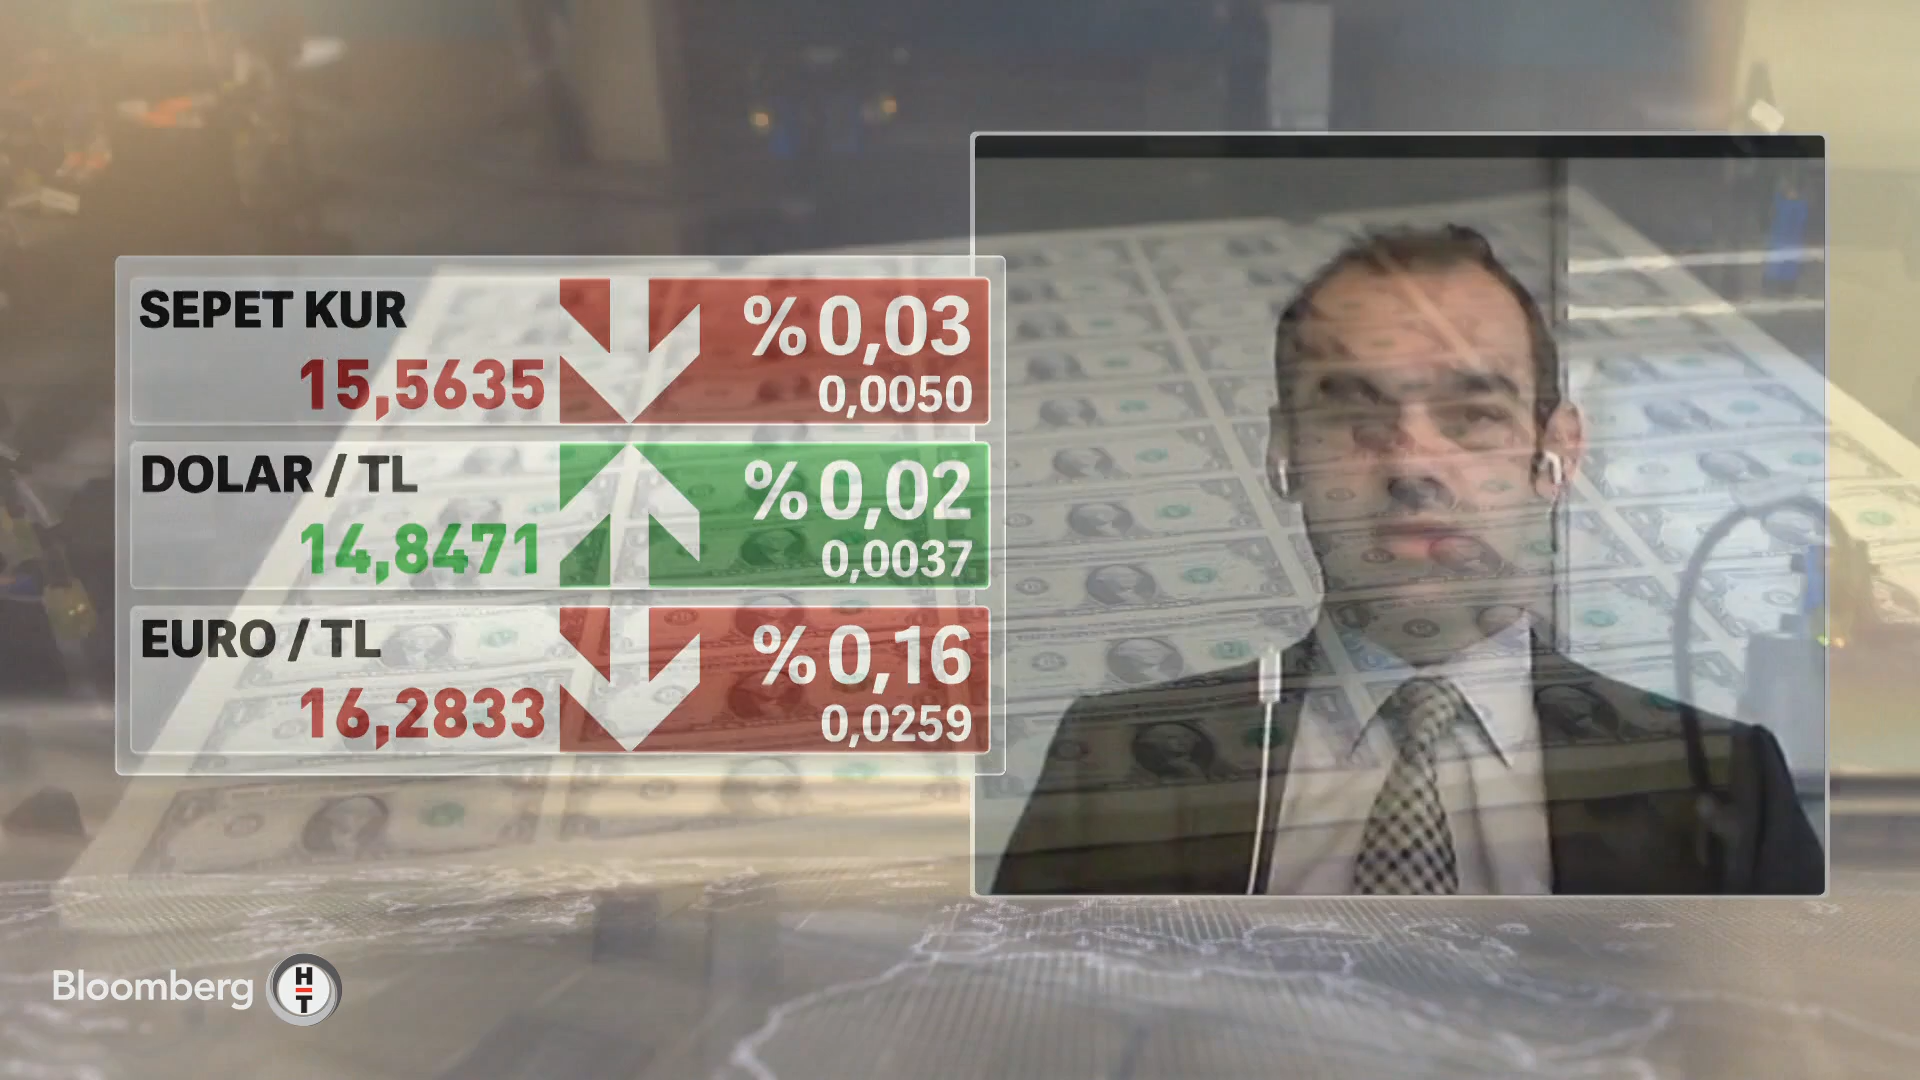 SEPET KUR
15,5635
%0,03
0,0050
DOLAR / TL
14,8471
%0,02
0,0037
EURO / TL
16,2833
%0,16
0,0259
Bloomberg HT